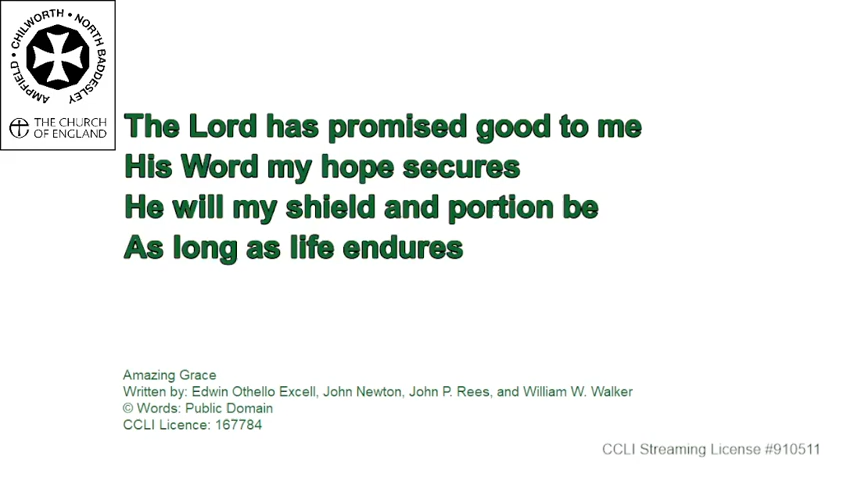 AMPFIELD • CHILWORTH • NORTH BADDESLEY
THE CHURCH
OF ENGLAND
The Lord has promised good to me
His Word my hope secures
He will my shield and portion be
As long as life endures
Amazing Grace
Written by: Edwin Othello Excell, John Newton, John P. Rees, and William W. Walker
© Words: Public Domain
CCLI Licence: 167784
CCLI Streaming License #910511